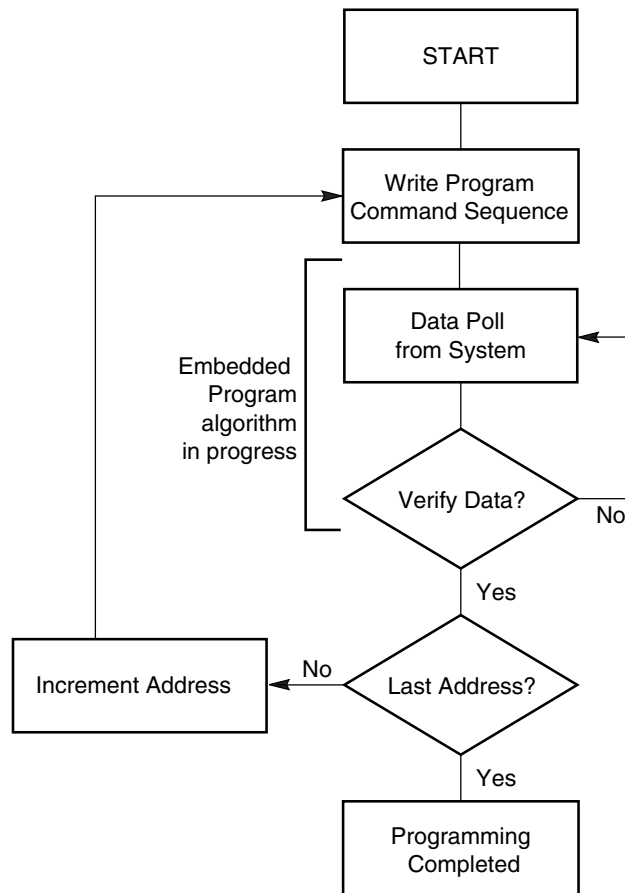 START
Write Program
Command Sequence
Data Poll
from System
Embedded
Program
algorithm
in progress
Verify Data?
No
Yes
Last Address?
No
Increment Address
Yes
Programming
Completed